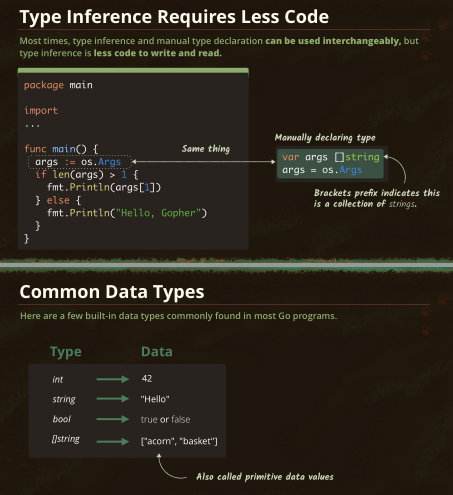 Type Inference Requires Less Code
Most times, type inference and manual type declaration can be used interchangeably, but
type inference is less code to write and read.
package main
import
...
func main() {
args := os.Args
if len(args) > 1 {
fmt.Println(args[1])
} else {
fmt.Println("Hello, Gopher")
}
}
Same thing
Manually declaring type
var args []string
args = os.Args
Brackets prefix indicates this
is a collection of strings.
Common Data Types
Here are a few built-in data types commonly found in most Go programs.
Type Data
int 42
string "Hello"
bool true or false
[]string ["acorn", "basket"]
Also called primitive data values